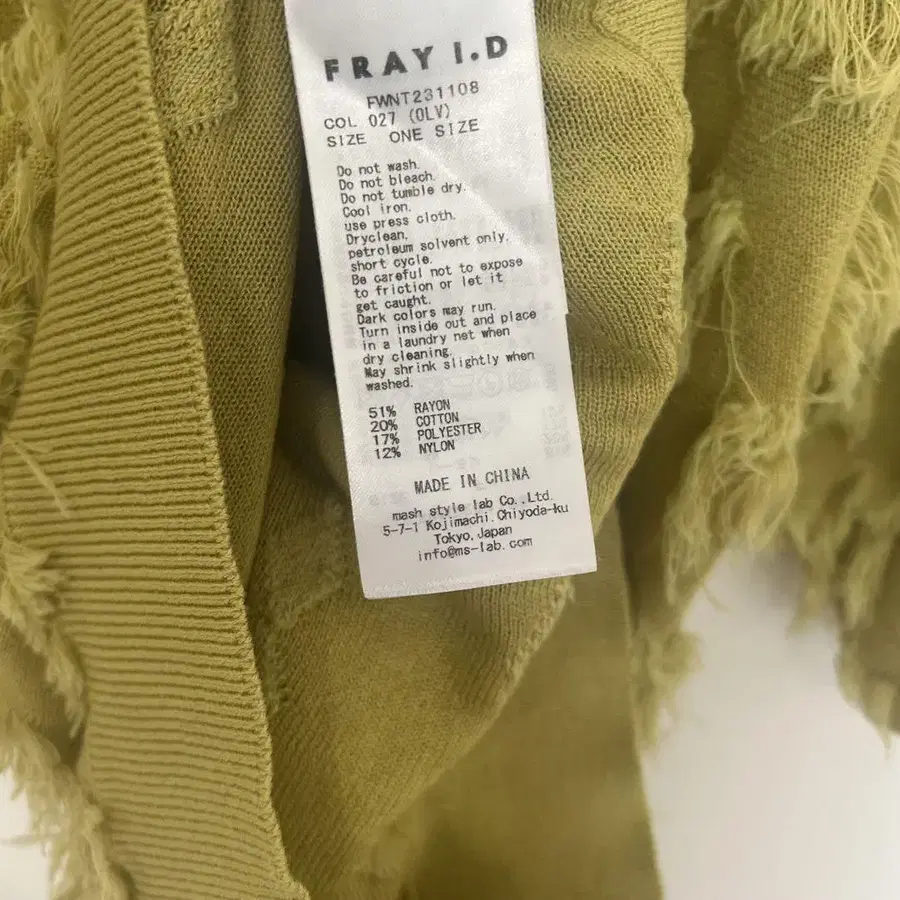 FRAY I.D
FWNT231108
COL 027 (OLV)
SIZE ONE SIZE
Do not wash.
Do not bleach.
Do not tumble dry.
Cool iron.
use press cloth.
Dryclean,
petroleum solvent only,
short cycle.
Be careful not to expose
to friction or let it
get caught.
Dark colors may run.
Turn inside out and place
in a laundry net when
dry cleaning.
May shrink slightly when
washed.
51% RAYON
20% COTTON
17% POLYESTER
12% NYLON
MADE IN CHINA
mash style lab Co.,Ltd.
5-7-1 Kojimachi,Chiyoda-ku
Tokyo,Japan
info@ms-lab.com